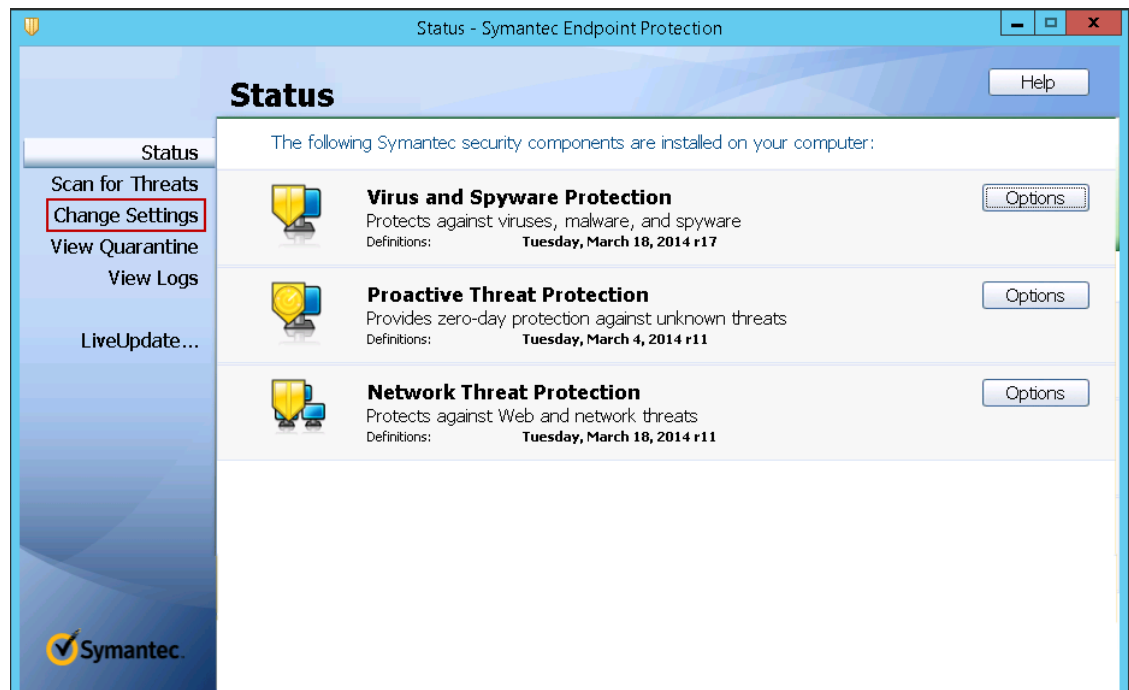 Status - Symantec Endpoint Protection
Status
Help
The following Symantec security components are installed on your computer:
Status
Scan for Threats
Change Settings
View Quarantine
View Logs
LiveUpdate...
Virus and Spyware Protection
Options
Protects against viruses, malware, and spyware
Definitions: Tuesday, March 18, 2014 r17
Proactive Threat Protection
Options
Provides zero-day protection against unknown threats
Definitions: Tuesday, March 4, 2014 r11
Network Threat Protection
Options
Protects against Web and network threats
Definitions: Tuesday, March 18, 2014 r11
Symantec.